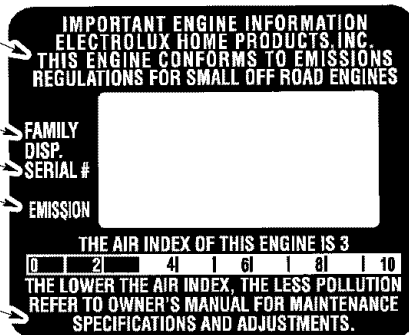 IMPORTANT ENGINE INFORMATION
ELECTROLUX HOME PRODUCTS, INC.
THIS ENGINE CONFORMS TO EMISSIONS
REGULATIONS FOR SMALL OFF ROAD ENGINES
FAMILY
DISP.
SERIAL #
EMISSION
THE AIR INDEX OF THIS ENGINE IS 3
0 2 4 6 8 10
THE LOWER THE AIR INDEX, THE LESS POLLUTION
REFER TO OWNER'S MANUAL FOR MAINTENANCE
SPECIFICATIONS AND ADJUSTMENTS.